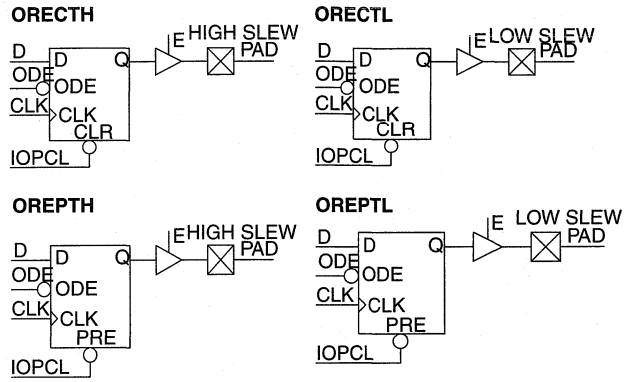 ORECTH
HIGH SLEW
E
PAD
D
D
Q
ODE
ODE
CLK
CLK
CLR
IOPCL
ORECTL
LOW SLEW
E
PAD
D
D
Q
ODE
ODE
CLK
CLK
CLR
IOPCL
OREPTH
HIGH SLEW
E
PAD
D
D
Q
ODE
ODE
CLK
CLK
PRE
IOPCL
OREPTL
LOW SLEW
E
PAD
D
D
Q
ODE
ODE
CLK
CLK
PRE
IOPCL